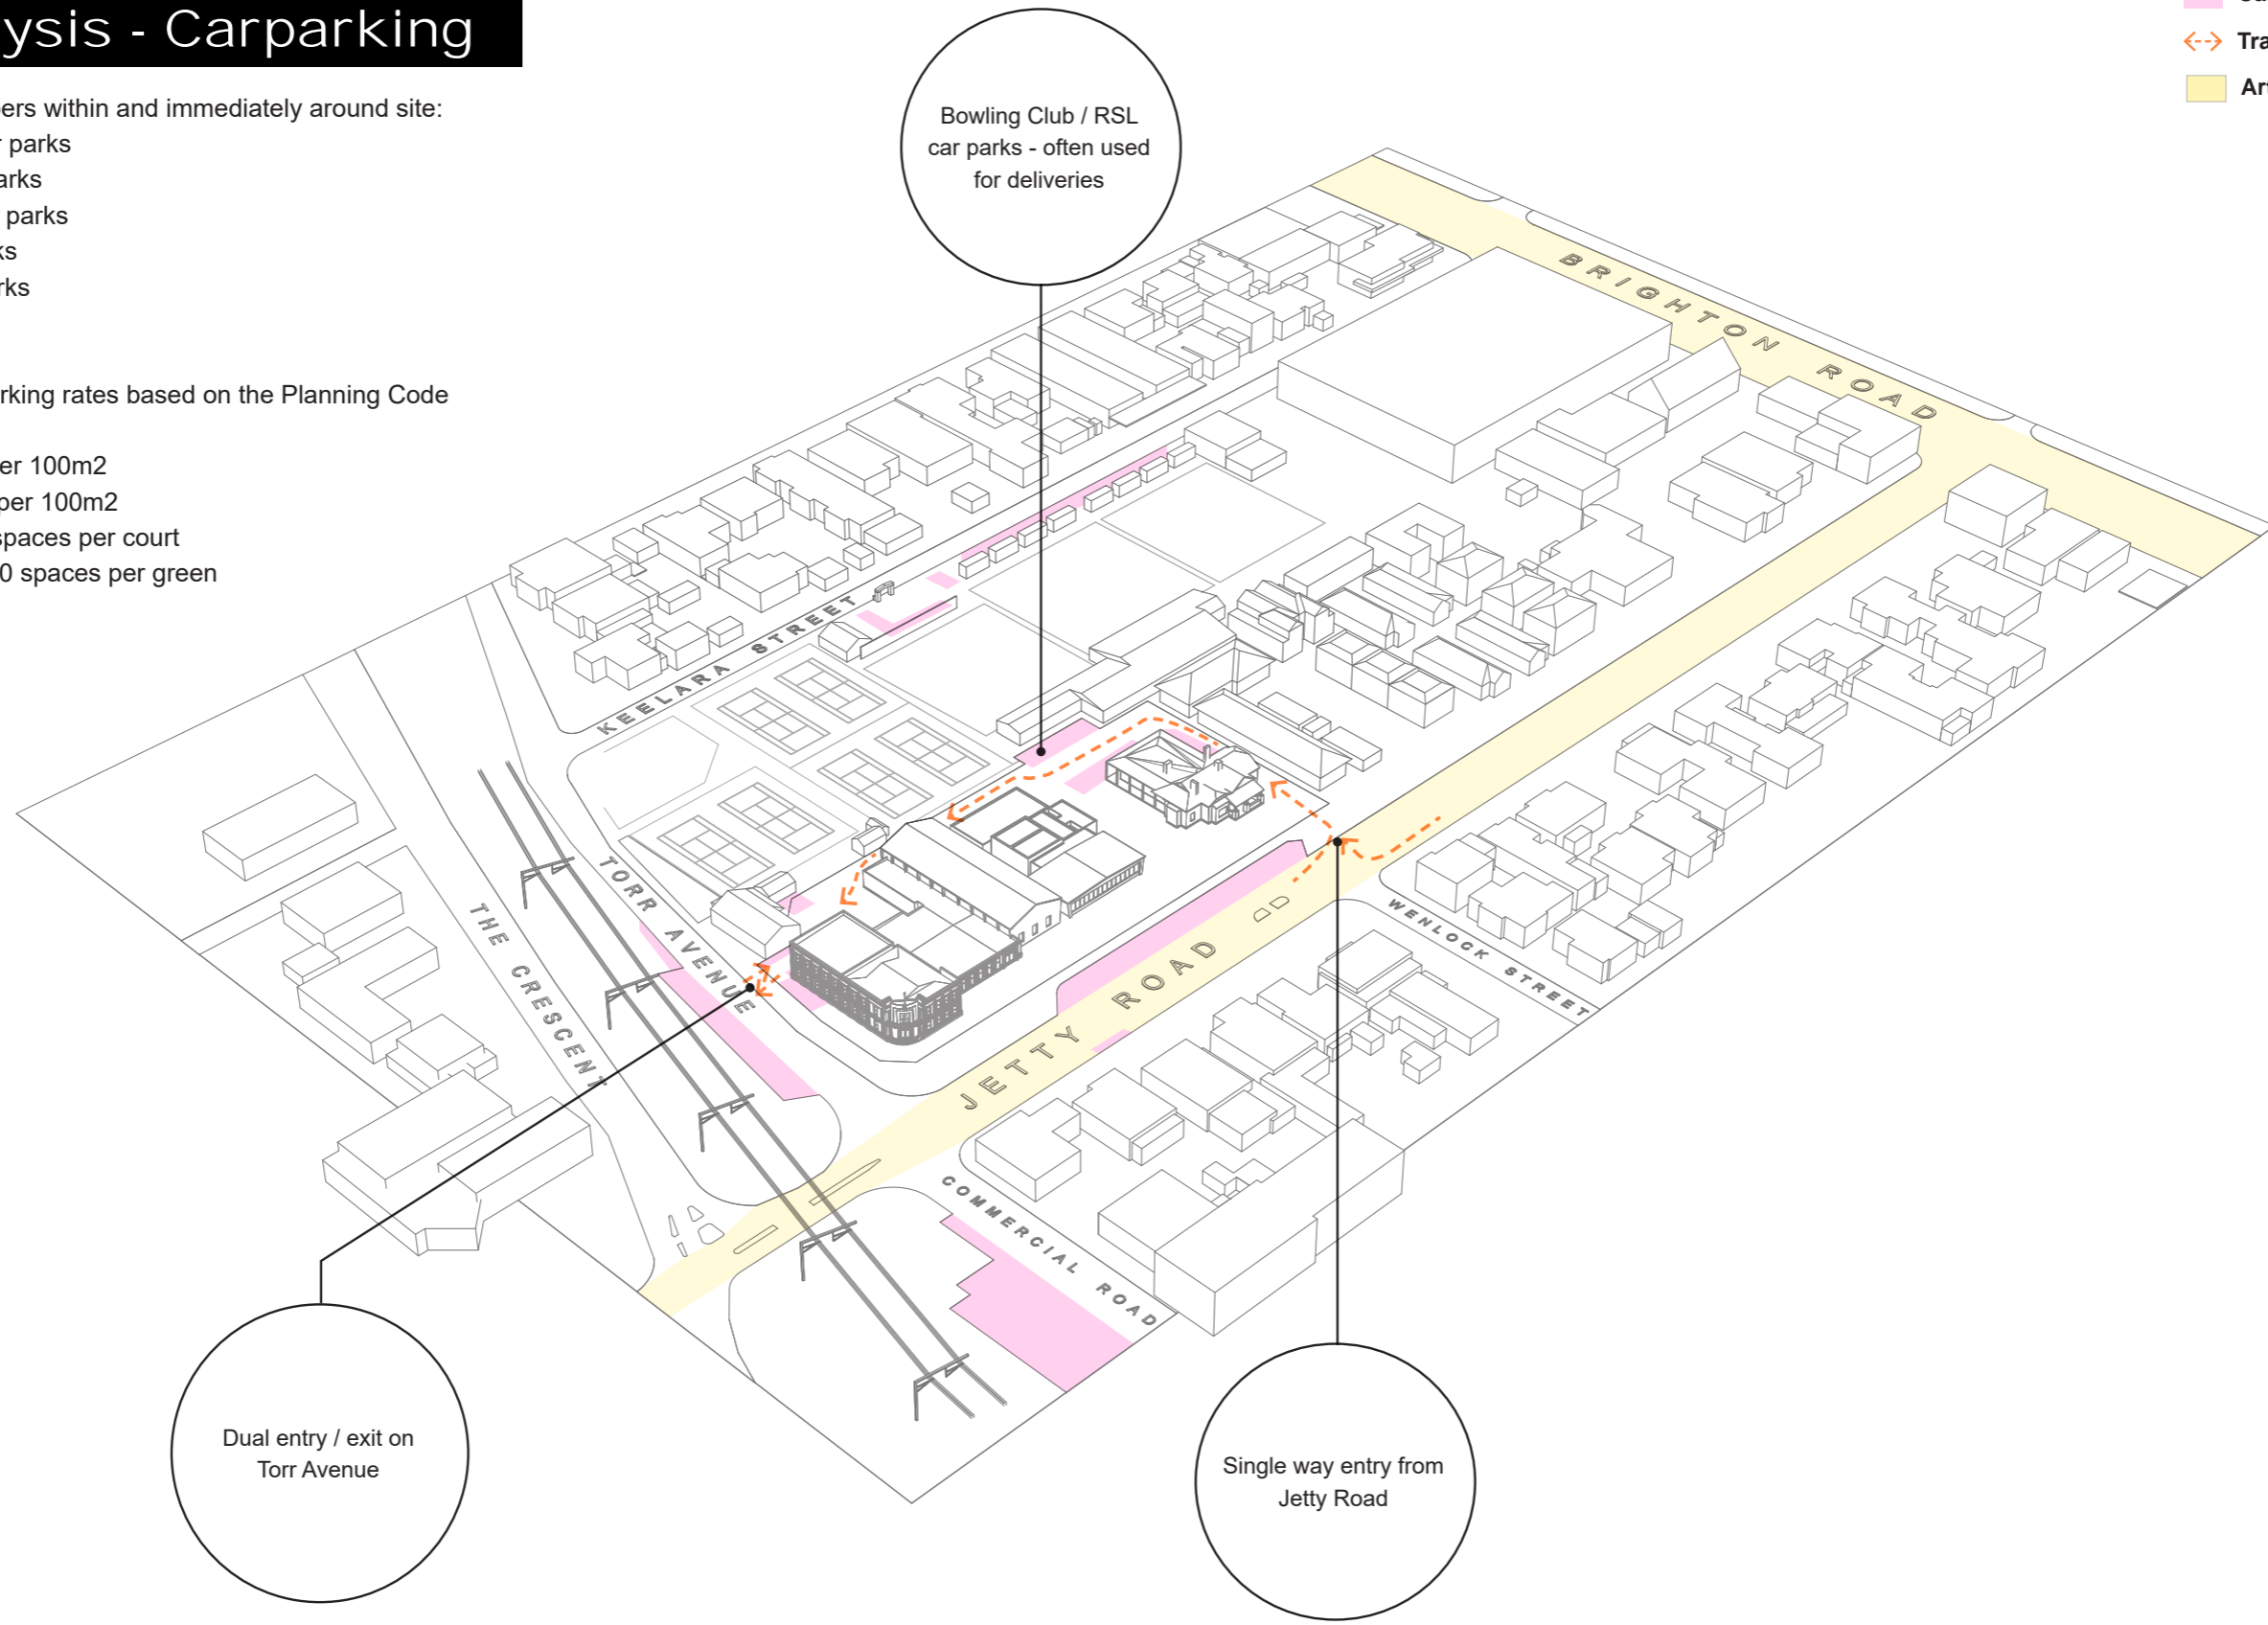 ysis - Carparking
ers within and immediately around site:
parks
arks
parks
ks
rks
rking rates based on the Planning Code
er 100m2
per 100m2
spaces per court
0 spaces per green
Bowling Club / RSL
car parks - often used
for deliveries
Tra
Ar
BRIGHTON ROAD
KEELARA STREET
TORR AVENUE
THE CRESCENT
JETTY ROAD
WENLOCK STREET
COMMERCIAL ROAD
Dual entry / exit on
Torr Avenue
Single way entry from
Jetty Road